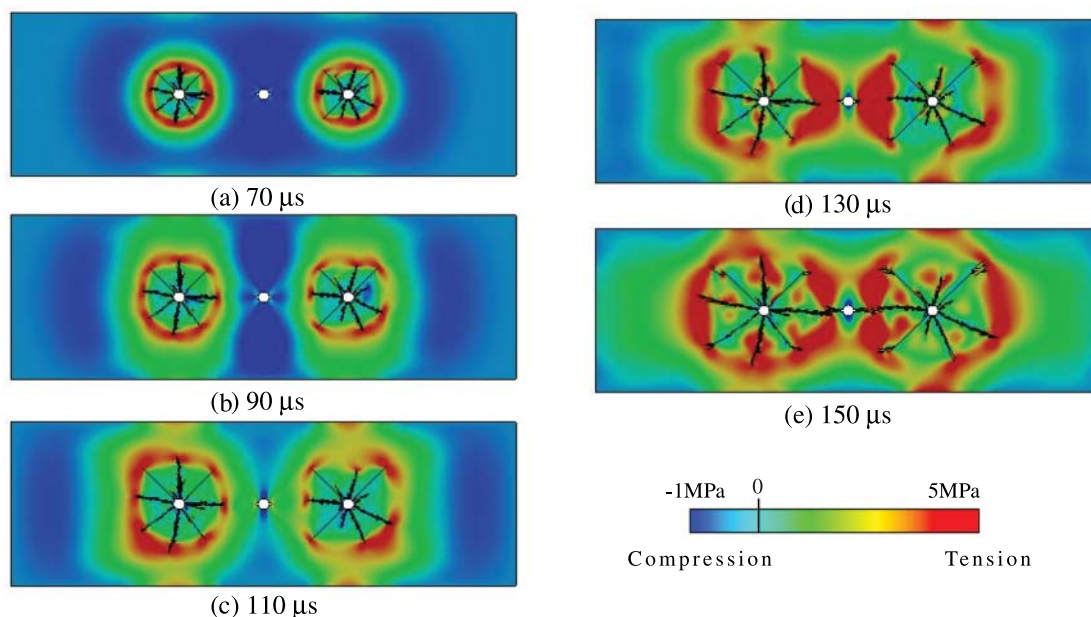 (a) 70 μs
(b) 90 μs
(c) 110 μs
(d) 130 μs
(e) 150 μs
-1MPa 0 5MPa
Compression Tension